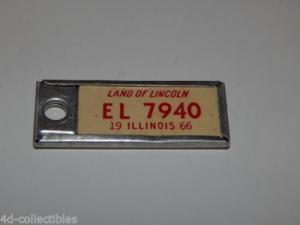 LAND OF LINCOLN
EL 7940
19 ILLINOIS 66
4d-collectibles